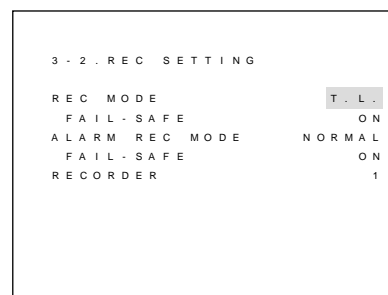 3-2.REC SETTING
REC MODE T.L.
FAIL-SAFE ON
ALARM REC MODE NORMAL
FAIL-SAFE ON
RECORDER 1